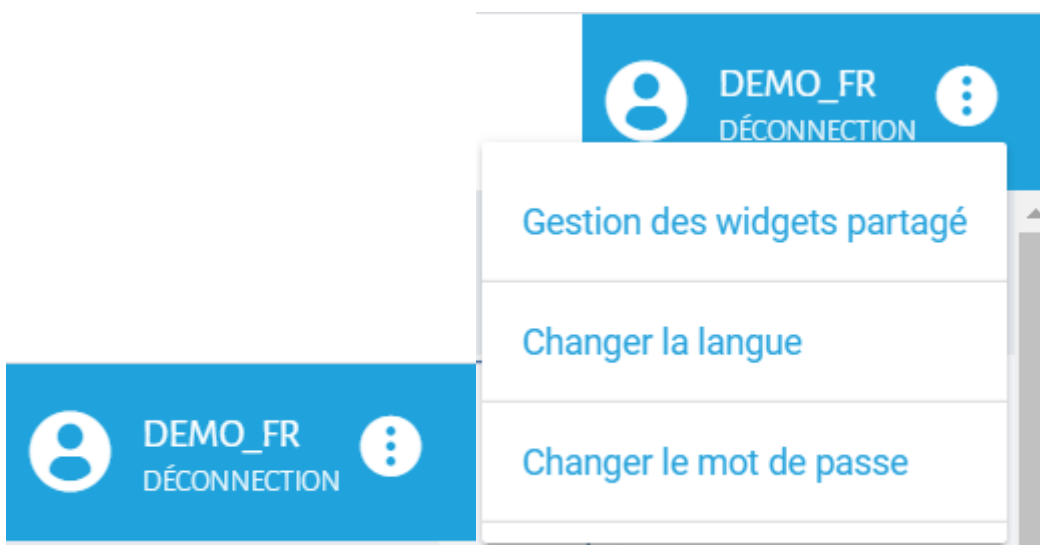 DEMO_FR
DÉCONNECTION
Gestion des widgets partagé
Changer la langue
Changer le mot de passe
DEMO_FR
DÉCONNECTION